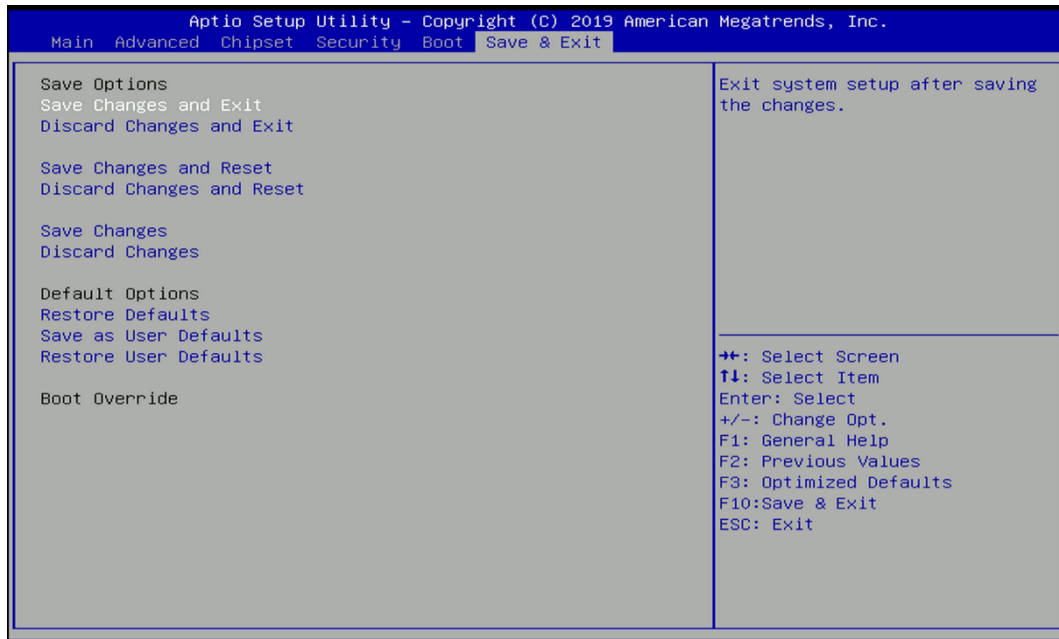 Aptio Setup Utility – Copyright (C) 2019 American Megatrends, Inc.
Main Advanced Chipset Security Boot Save & Exit
Save Options
Save Changes and Exit
Discard Changes and Exit
Save Changes and Reset
Discard Changes and Reset
Save Changes
Discard Changes
Default Options
Restore Defaults
Save as User Defaults
Restore User Defaults
Boot Override
Exit system setup after saving
the changes.
→←: Select Screen
↑↓: Select Item
Enter: Select
+/-: Change Opt.
F1: General Help
F2: Previous Values
F3: Optimized Defaults
F10:Save & Exit
ESC: Exit